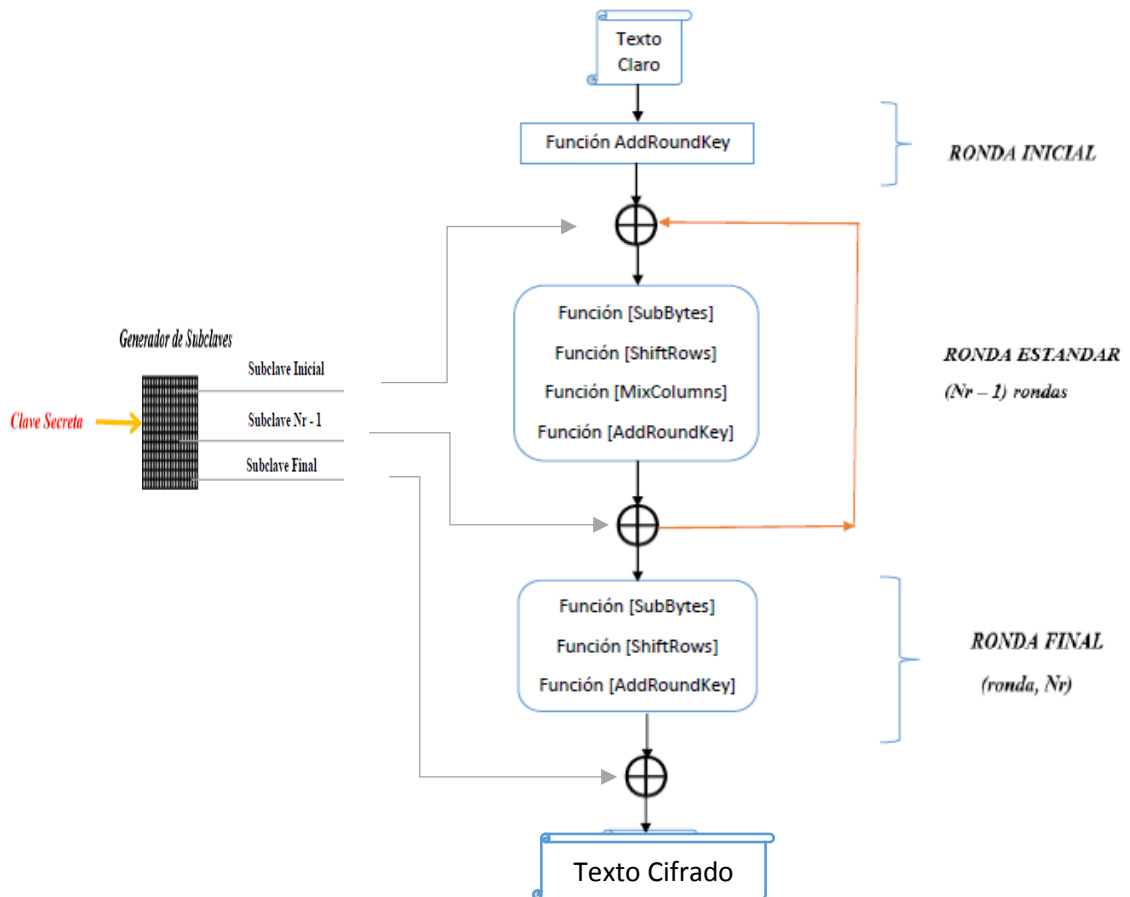 Texto
Claro
Función AddRoundKey
RONDA INICIAL
Generador de Subclaves
Subclave Inicial
Clave Secreta
Subclave Nr - 1
Subclave Final
Función [SubBytes]
Función [ShiftRows]
Función [MixColumns]
Función [AddRoundKey]
RONDA ESTANDAR
(Nr – 1) rondas
Función [SubBytes]
Función [ShiftRows]
Función [AddRoundKey]
RONDA FINAL
(ronda, Nr)
Texto Cifrado